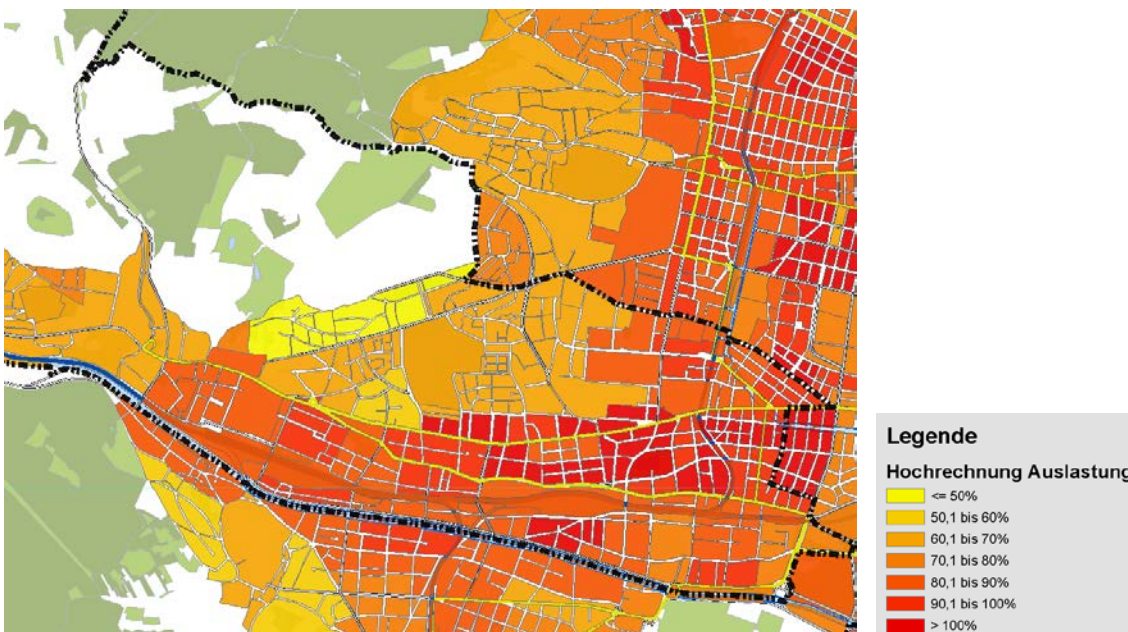 Legende
Hochrechnung Auslastung
<= 50%
50,1 bis 60%
60,1 bis 70%
70,1 bis 80%
80,1 bis 90%
90,1 bis 100%
> 100%